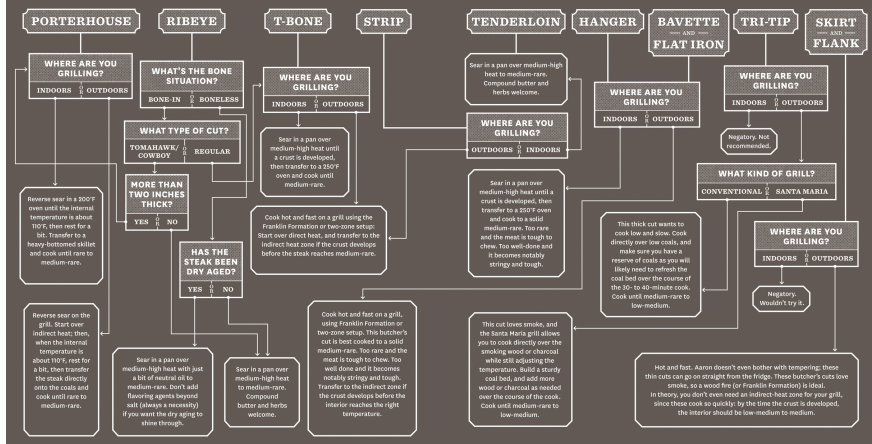 PORTERHOUSE
RIBEYE
T-BONE
STRIP
TENDERLOIN
HANGER
BAVETTE
AND
FLAT IRON
TRI-TIP
SKIRT
AND
FLANK
WHERE ARE YOU
GRILLING?
INDOORS OR OUTDOORS
Reverse sear in a 200°F
oven until the internal
temperature is about
110°F, then rest for a
bit. Transfer to a
heavy-bottomed skillet
and cook until rare to
medium-rare.
Reverse sear on the
grill. Start over
indirect heat; then,
when the internal
temperature is
about 110°F, rest for
a bit, then transfer
the steak directly
onto the coals and
cook until rare to
medium-rare.
WHAT'S THE BONE
SITUATION?
BONE-IN OR BONELESS
WHAT TYPE OF CUT?
TOMAHAWK/
COWBOY OR REGULAR
MORE THAN
TWO INCHES
THICK?
YES OR NO
HAS THE
STEAK BEEN
DRY AGED?
YES OR NO
Sear in a pan over
medium-high heat with just
a bit of neutral oil to
medium-rare. Don't add
flavoring agents beyond
salt (always a necessity)
if you want the dry aging to
shine through.
Sear in a pan over
medium-high heat
to medium-rare.
Compound
butter and herbs
welcome.
WHERE ARE YOU
GRILLING?
INDOORS OR OUTDOORS
Sear in a pan over
medium-high heat until
a crust is developed,
then transfer to a 250°F
oven and cook until
medium-rare.
Cook hot and fast on a grill using the
Franklin Formation or two-zone setup:
Start over direct heat, and transfer to the
indirect heat zone if the crust develops
before the steak reaches medium-rare.
Sear in a pan over medium-high
heat to medium-rare.
Compound butter and
herbs welcome.
WHERE ARE YOU
GRILLING?
OUTDOORS OR INDOORS
WHERE ARE YOU
GRILLING?
INDOORS OR OUTDOORS
Sear in a pan over
medium-high heat until a
crust is developed, then
transfer to a 250°F oven
and cook to a solid
medium-rare. Too rare
and the meat is tough to
chew. Too well-done and
it becomes notably
stringy and tough.
Cook hot and fast on a grill,
using Franklin Formation or
two-zone setup. This butcher's
cut is best cooked to a solid
medium-rare. Too rare and the
meat is tough to chew. Too
well done and it becomes
notably stringy and tough.
Transfer to the indirect zone if
the crust develops before the
interior reaches the right
temperature.
WHERE ARE YOU
GRILLING?
INDOORS OR OUTDOORS
Negatory. Not
recommended.
WHAT KIND OF GRILL?
CONVENTIONAL OR SANTA MARIA
This thick cut wants to
cook low and slow. Cook
directly over low coals, and
make sure you have a
reserve of coals as you will
likely need to refresh the
coal bed over the course of
the 30- to 40-minute cook.
Cook until medium-rare to
low-medium.
This cut loves smoke, and
the Santa Maria grill allows
you to cook directly over the
smoking wood or charcoal
while still adjusting the
temperature. Build a sturdy
coal bed, and add more
wood or charcoal as needed
over the course of the cook.
Cook until medium-rare to
low-medium.
WHERE ARE YOU
GRILLING?
INDOORS OR OUTDOORS
Negatory.
Wouldn't try it.
Hot and fast. Aaron doesn't even bother with tempering; these
thin cuts can go on straight from the fridge. These butcher's cuts love
smoke, so a wood fire (or Franklin Formation) is ideal.
In theory, you don't even need an indirect-heat zone for your grill,
since these cook so quickly: by the time the crust is developed,
the interior should be low-medium to medium.